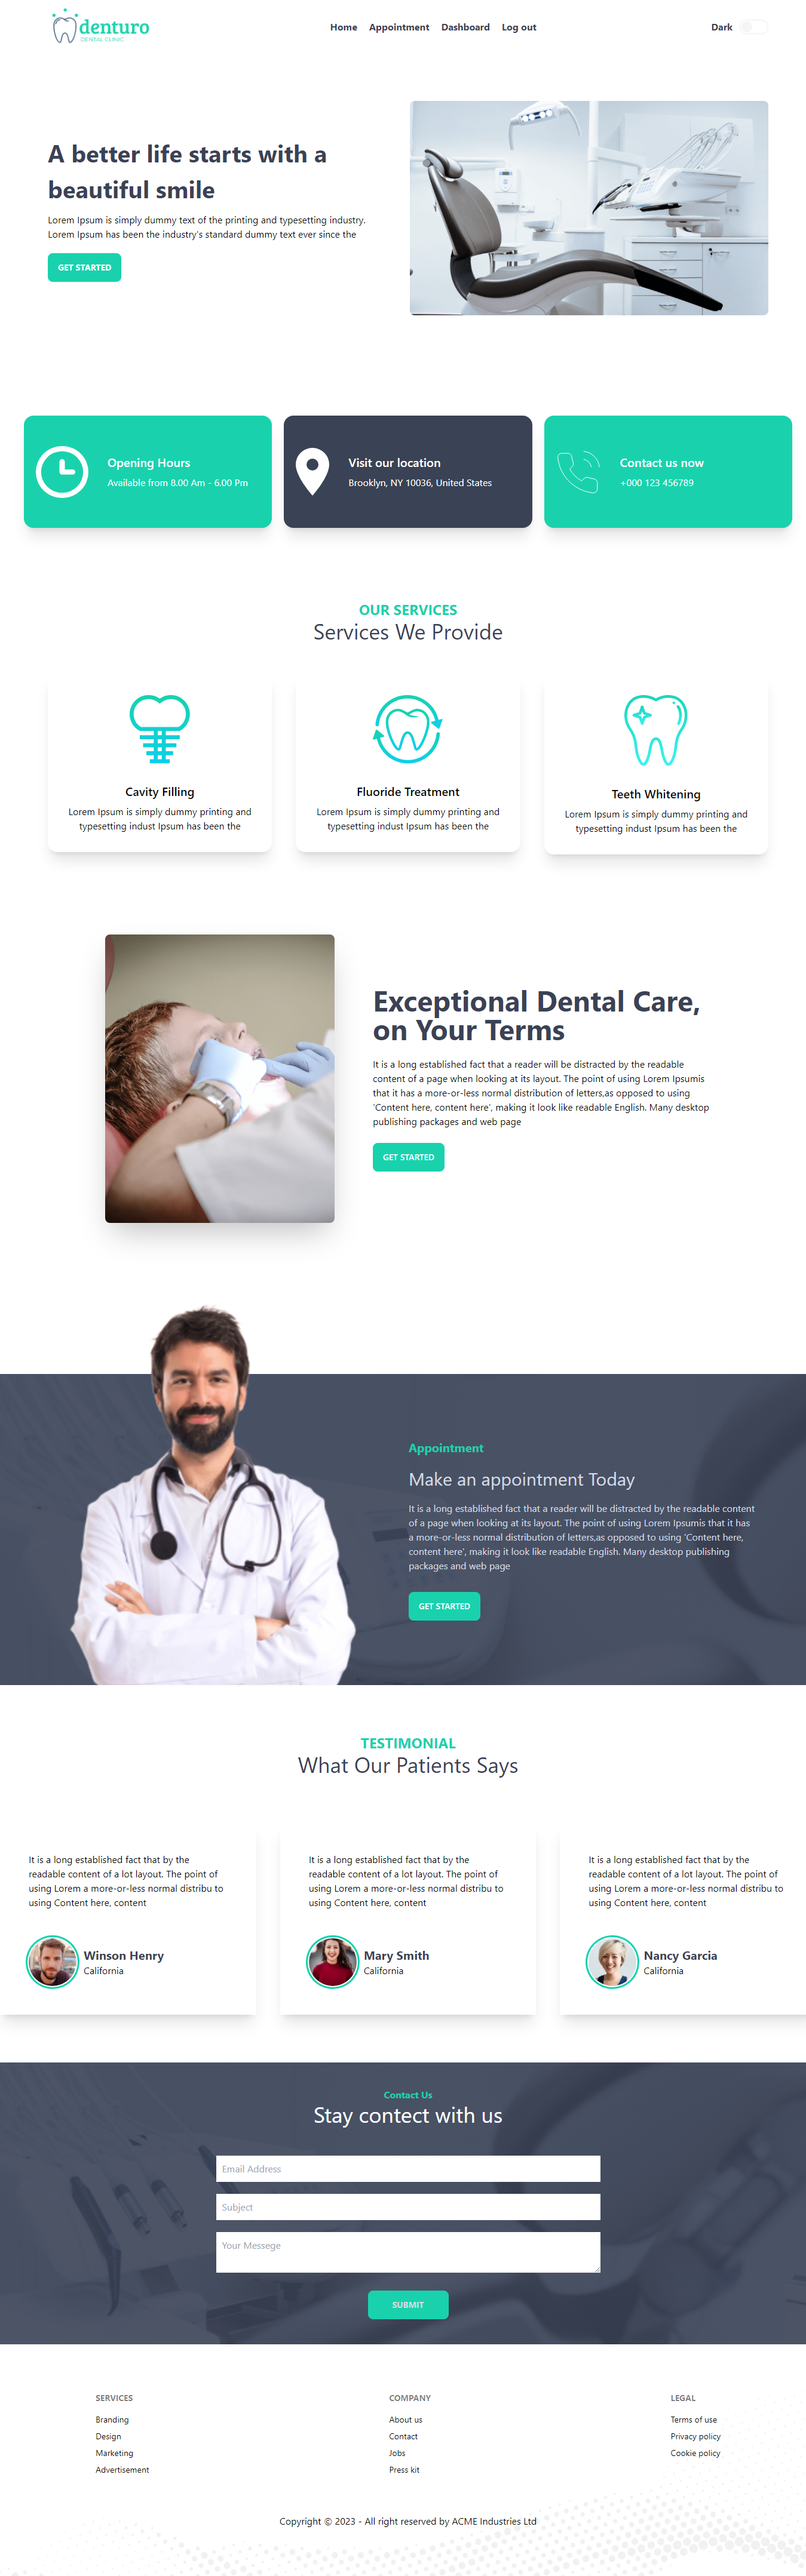 denturo
DENTAL CLINIC
Home Appointment Dashboard Log out
Dark
A better life starts with a
beautiful smile
Lorem Ipsum is simply dummy text of the printing and typesetting industry.
Lorem Ipsum has been the industry's standard dummy text ever since the
GET STARTED
Opening Hours
Available from 8.00 Am - 6.00 Pm
Visit our location
Brooklyn, NY 10036, United States
Contact us now
+000 123 456789
OUR SERVICES
Services We Provide
Cavity Filling
Lorem Ipsum is simply dummy printing and
typesetting indust Ipsum has been the
Fluoride Treatment
Lorem Ipsum is simply dummy printing and
typesetting indust Ipsum has been the
Teeth Whitening
Lorem Ipsum is simply dummy printing and
typesetting indust Ipsum has been the
Exceptional Dental Care,
on Your Terms
It is a long established fact that a reader will be distracted by the readable
content of a page when looking at its layout. The point of using Lorem Ipsumis
that it has a more-or-less normal distribution of letters,as opposed to using
'Content here, content here', making it look like readable English. Many desktop
publishing packages and web page
GET STARTED
Appointment
Make an appointment Today
It is a long established fact that a reader will be distracted by the readable content
of a page when looking at its layout. The point of using Lorem Ipsumis that it has
a more-or-less normal distribution of letters,as opposed to using 'Content here,
content here', making it look like readable English. Many desktop publishing
packages and web page
GET STARTED
TESTIMONIAL
What Our Patients Says
It is a long established fact that by the
readable content of a lot layout. The point of
using Lorem a more-or-less normal distribu to
using Content here, content
Winson Henry
California
It is a long established fact that by the
readable content of a lot layout. The point of
using Lorem a more-or-less normal distribu to
using Content here, content
Mary Smith
California
It is a long established fact that by the
readable content of a lot layout. The point of
using Lorem a more-or-less normal distribu to
using Content here, content
Nancy Garcia
California
Contact Us
Stay contect with us
Email Address
Subject
Your Messege
SUBMIT
SERVICES
Branding
Design
Marketing
Advertisement
COMPANY
About us
Contact
Jobs
Press kit
LEGAL
Terms of use
Privacy policy
Cookie policy
Copyright © 2023 - All right reserved by ACME Industries Ltd